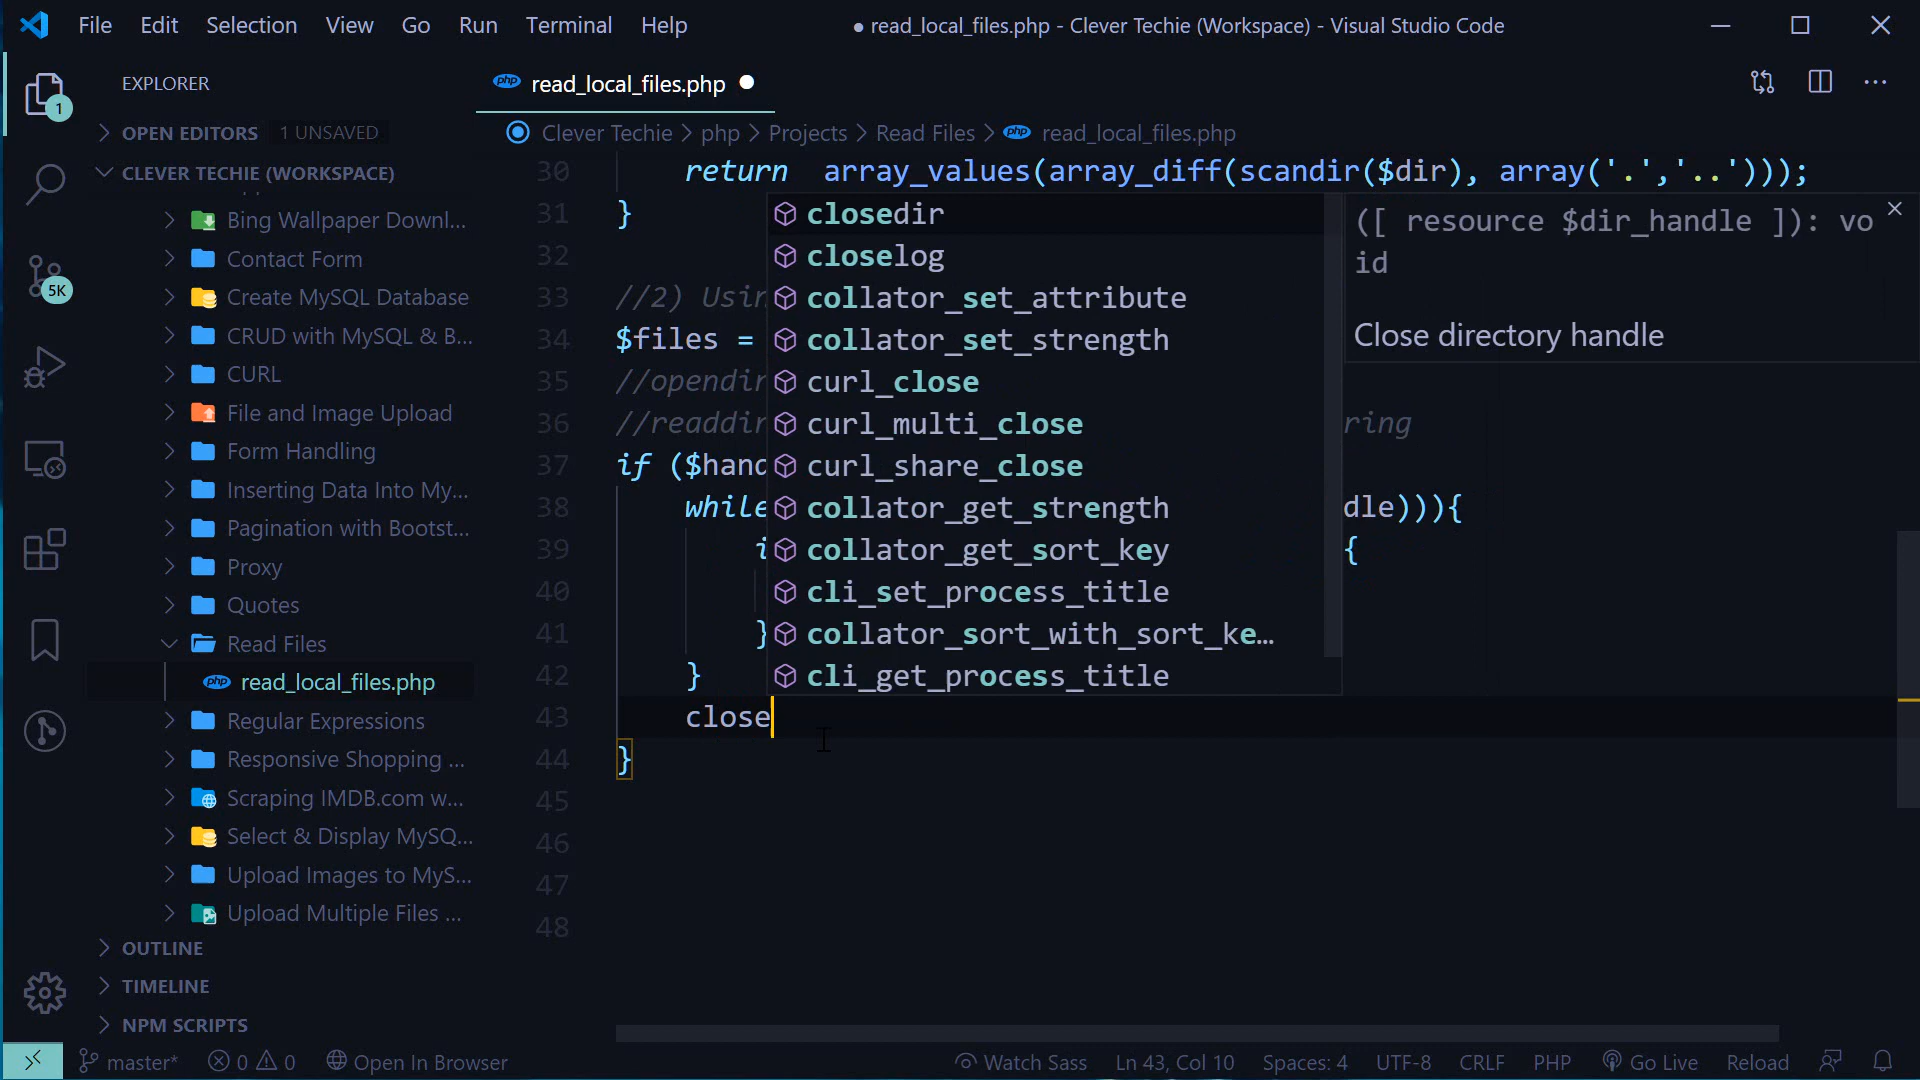 File Edit Selection View Go Run Terminal Help
● read_local_files.php - Clever Techie (Workspace) - Visual Studio Code
EXPLORER
OPEN EDITORS 1 UNSAVED
CLEVER TECHIE (WORKSPACE)
Bing Wallpaper Downl...
Contact Form
Create MySQL Database
CRUD with MySQL & B...
CURL
File and Image Upload
Form Handling
Inserting Data Into My...
Pagination with Bootst...
Proxy
Quotes
Read Files
read_local_files.php
Regular Expressions
Responsive Shopping ...
Scraping IMDB.com w...
Select & Display MySQ...
Upload Images to MyS...
Upload Multiple Files ...
OUTLINE
TIMELINE
NPM SCRIPTS
1
5K
php read_local_files.php
Clever Techie > php > Projects > Read Files > php read_local_files.php
30 return array_values(array_diff(scandir($dir), array('.','..')));
31 }
32
33 //2) Usin
34 $files =
35 //opendir
36 //readdir ring
37 if ($hand
38 while dle))){
39 i {
40
41 }
42 }
43 close
44 }
45
46
47
48
closedir
closelog
collator_set_attribute
collator_set_strength
curl_close
curl_multi_close
curl_share_close
collator_get_strength
collator_get_sort_key
cli_set_process_title
collator_sort_with_sort_ke...
cli_get_process_title
([ resource $dir_handle ]): vo
id
Close directory handle
master* 0 0 Open In Browser
Watch Sass Ln 43, Col 10 Spaces: 4 UTF-8 CRLF PHP Go Live Reload